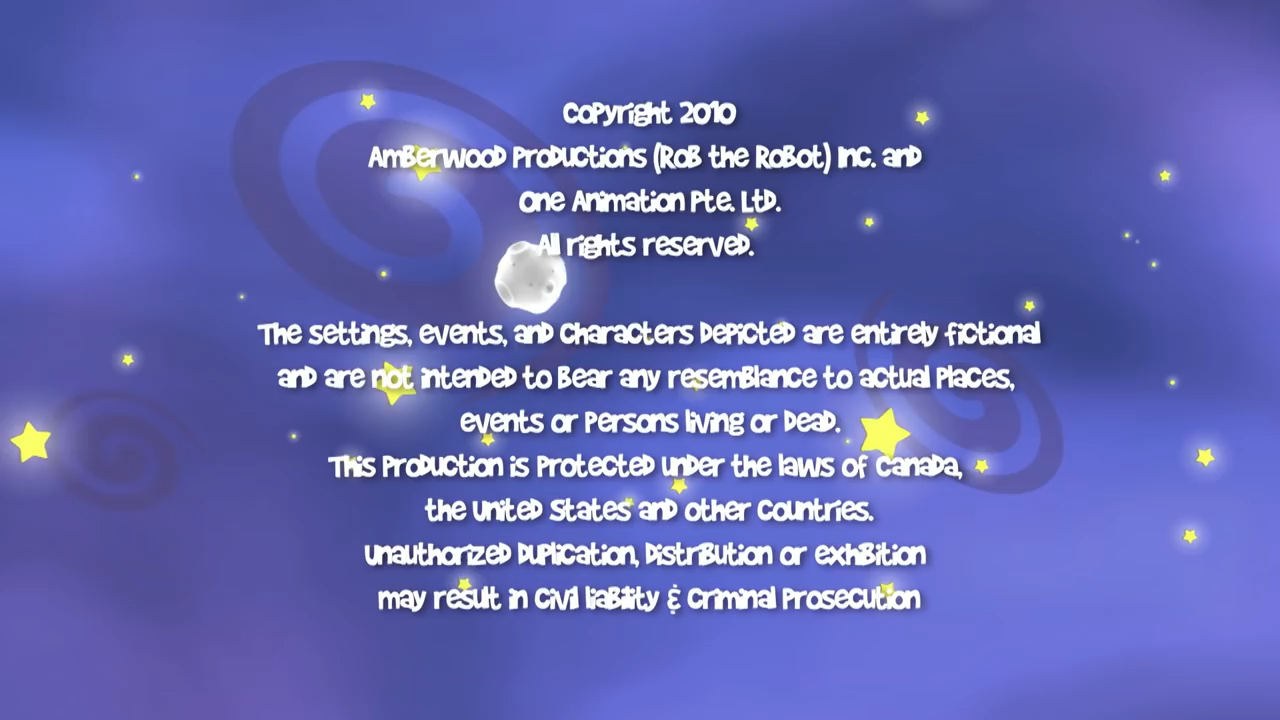 Copyright 2010
Amberwood Productions (Rob the Robot) Inc. and
One Animation Pte. Ltd.
All rights reserved.
The settings, events, and characters depicted are entirely fictional
and are not intended to bear any resemblance to actual places,
events or persons living or dead.
This production is protected under the laws of Canada,
the United States and other countries.
Unauthorized duplication, distribution or exhibition
may result in civil liability & criminal prosecution